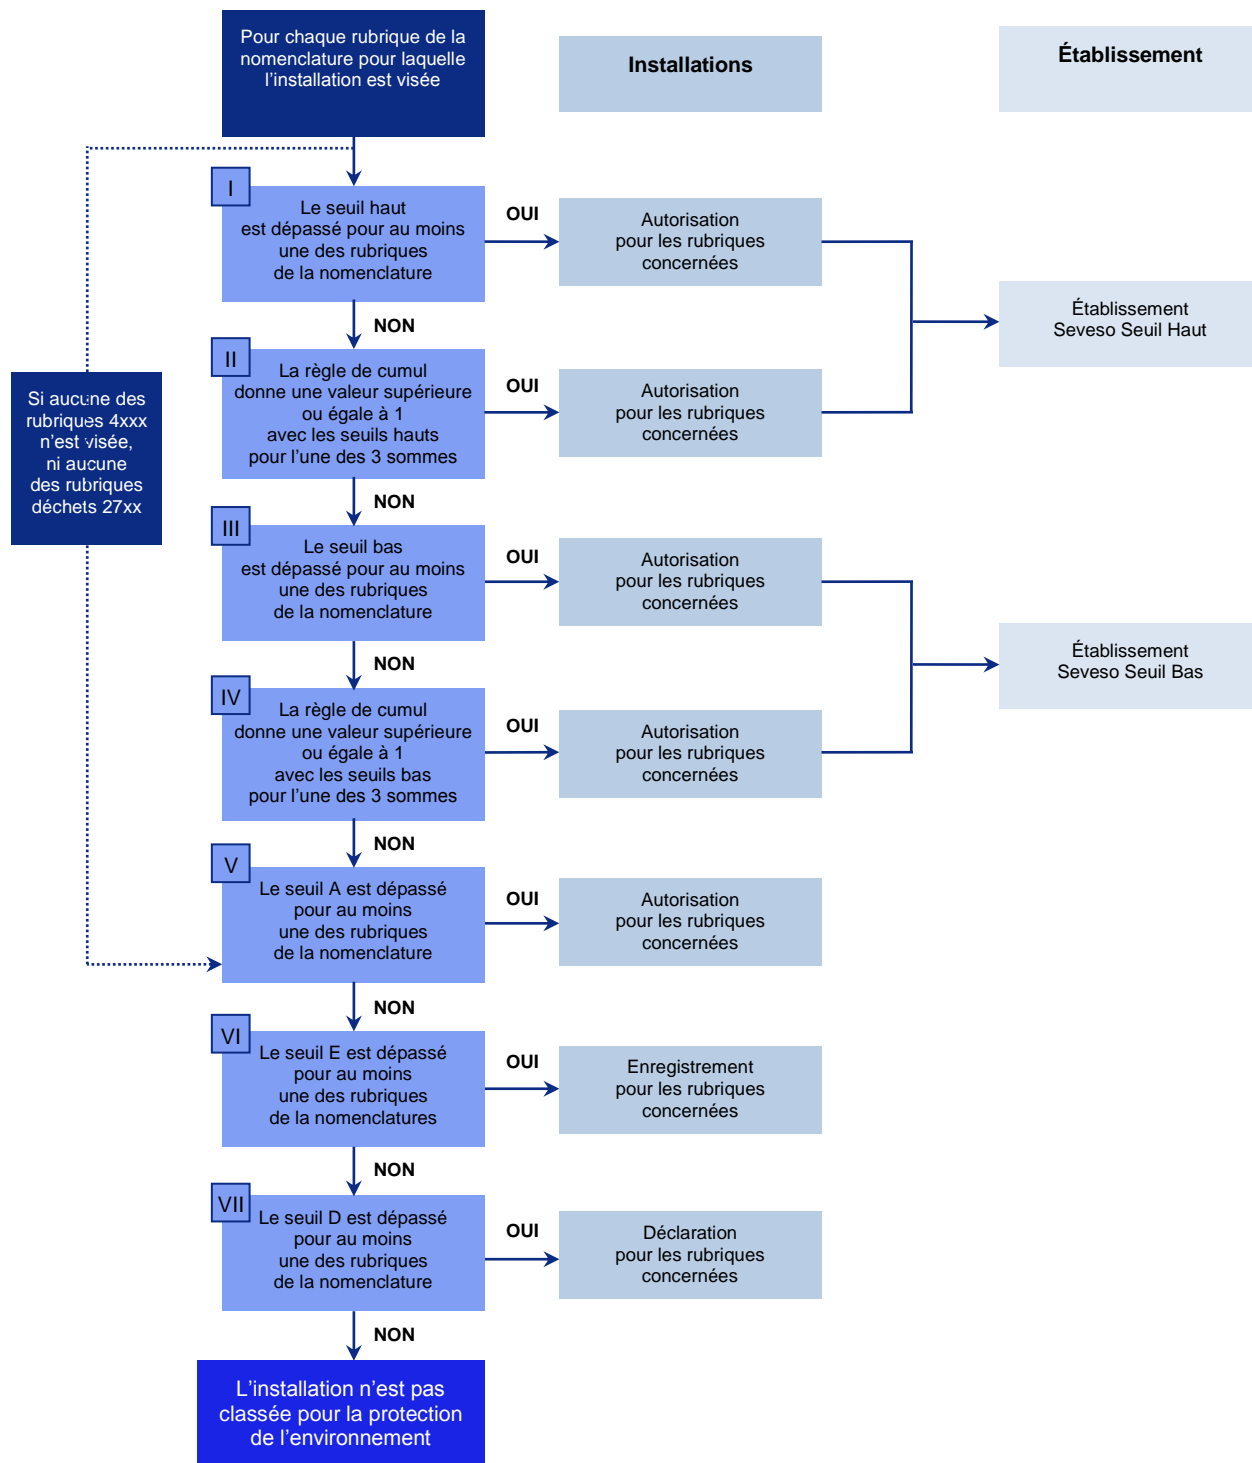 Pour chaque rubrique de la
nomenclature pour laquelle
l’installation est visée
Installations
Établissement
I
Le seuil haut
est dépassé pour au moins
une des rubriques
de la nomenclature
OUI
Autorisation
pour les rubriques
concernées
Établissement
Seveso Seuil Haut
NON
II
La règle de cumul
donne une valeur supérieure
ou égale à 1
avec les seuils hauts
pour l’une des 3 sommes
OUI
Autorisation
pour les rubriques
concernées
Si aucune des
rubriques 4xxx
n’est visée,
ni aucune
des rubriques
déchets 27xx
NON
III
Le seuil bas
est dépassé pour au moins
une des rubriques
de la nomenclature
OUI
Autorisation
pour les rubriques
concernées
Établissement
Seveso Seuil Bas
NON
IV
La règle de cumul
donne une valeur supérieure
ou égale à 1
avec les seuils bas
pour l’une des 3 sommes
OUI
Autorisation
pour les rubriques
concernées
NON
V
Le seuil A est dépassé
pour au moins
une des rubriques
de la nomenclature
OUI
Autorisation
pour les rubriques
concernées
NON
VI
Le seuil E est dépassé
pour au moins
une des rubriques
de la nomenclatures
OUI
Enregistrement
pour les rubriques
concernées
NON
VII
Le seuil D est dépassé
pour au moins
une des rubriques
de la nomenclature
OUI
Déclaration
pour les rubriques
concernées
NON
L’installation n’est pas
classée pour la protection
de l’environnement